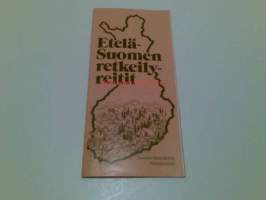 Etelä-
Suomen
retkeily-
reitit